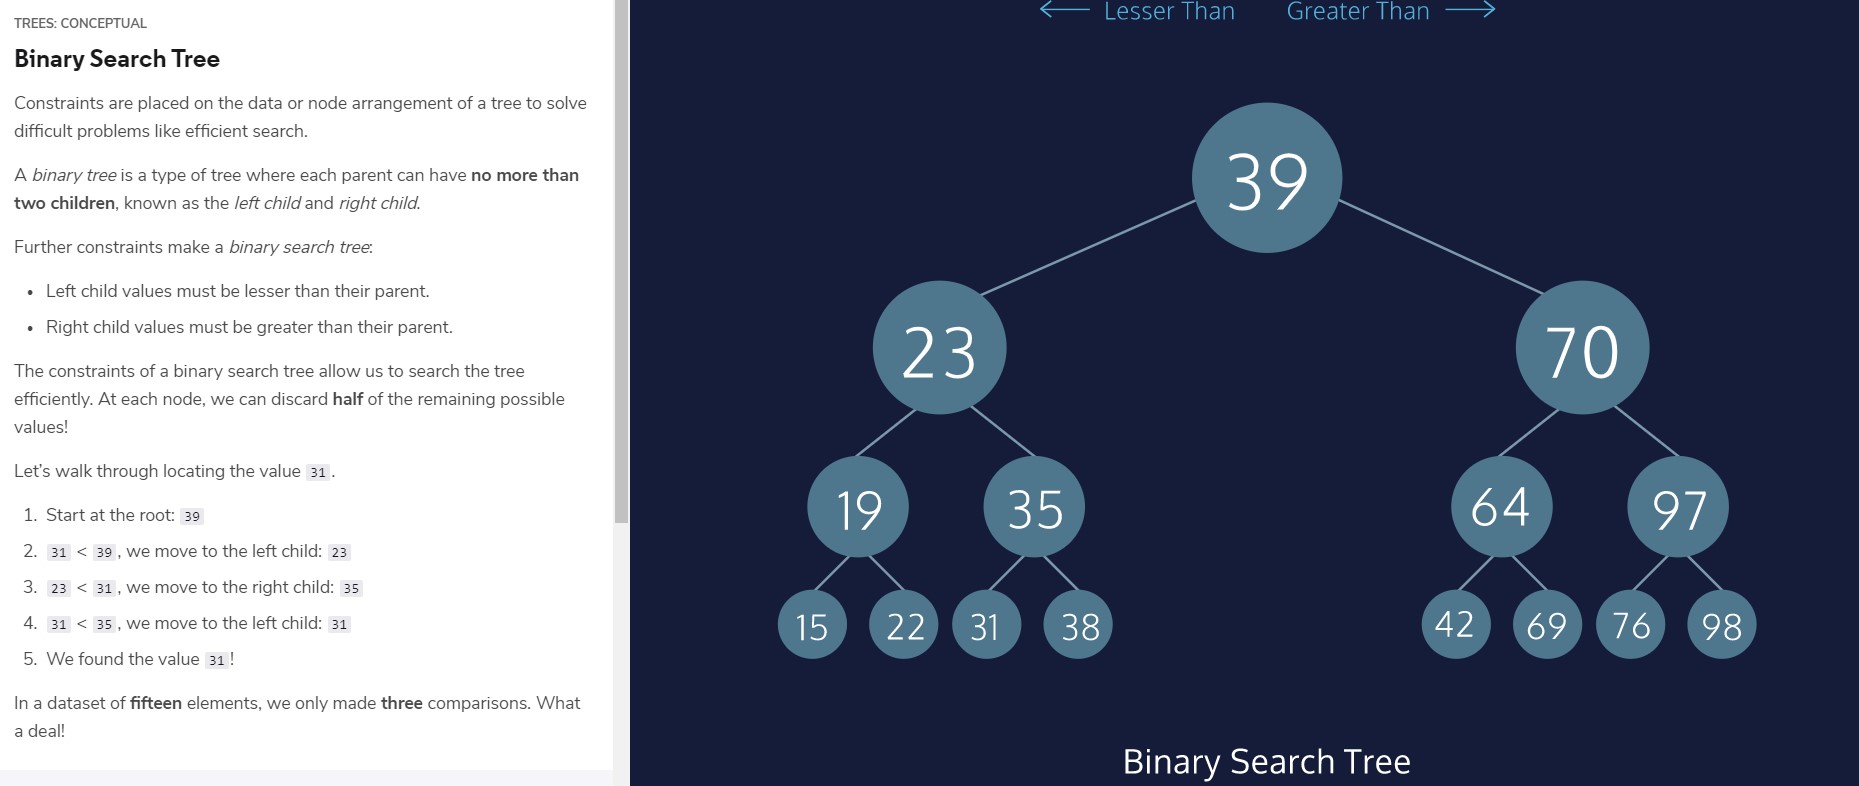 TREES: CONCEPTUAL
Binary Search Tree
Constraints are placed on the data or node arrangement of a tree to solve
difficult problems like efficient search.
A binary tree is a type of tree where each parent can have no more than
two children, known as the left child and right child.
Further constraints make a binary search tree:
• Left child values must be lesser than their parent.
• Right child values must be greater than their parent.
The constraints of a binary search tree allow us to search the tree
efficiently. At each node, we can discard half of the remaining possible
values!
Let's walk through locating the value 31.
1. Start at the root: 39
2. 31 < 39, we move to the left child: 23
3. 23 < 31, we move to the right child: 35
4. 31 < 35, we move to the left child: 31
5. We found the value 31!
In a dataset of fifteen elements, we only made three comparisons. What
a deal!
Lesser Than Greater Than
39
23 70
19 35 64 97
15 22 31 38 42 69 76 98
Binary Search Tree